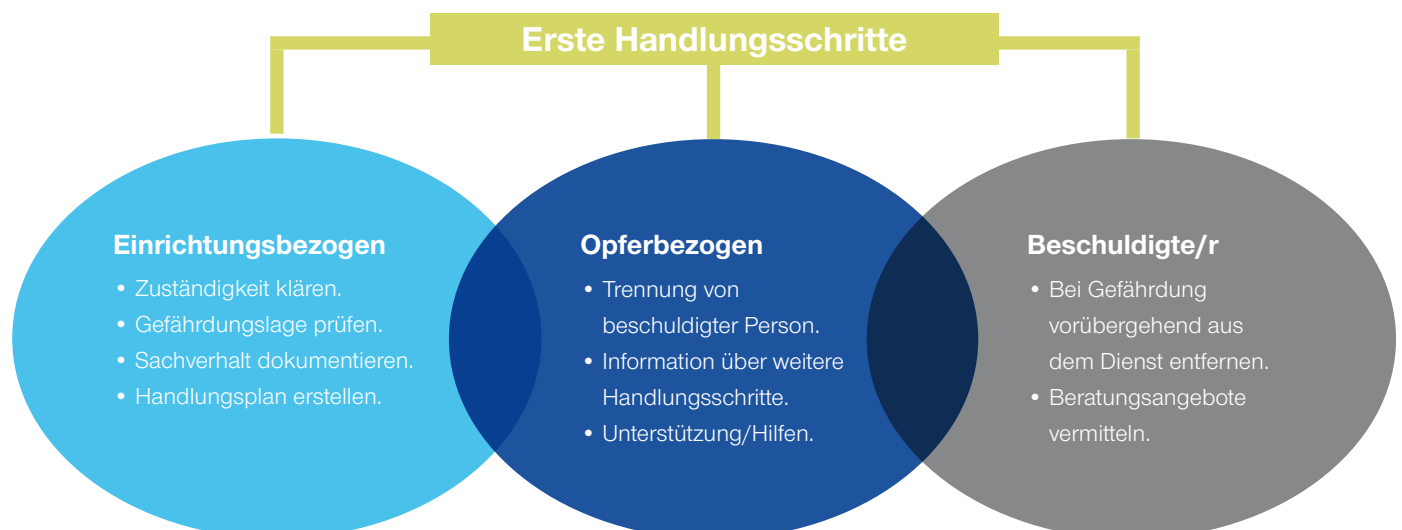 Erste Handlungsschritte
Einrichtungsbezogen
• Zuständigkeit klären.
• Gefährdungslage prüfen.
• Sachverhalt dokumentieren.
• Handlungsplan erstellen.
Opferbezogen
• Trennung von
beschuldigter Person.
• Information über weitere
Handlungsschritte.
• Unterstützung/Hilfen.
Beschuldigte/r
• Bei Gefährdung
vorübergehend aus
dem Dienst entfernen.
• Beratungsangebote
vermitteln.